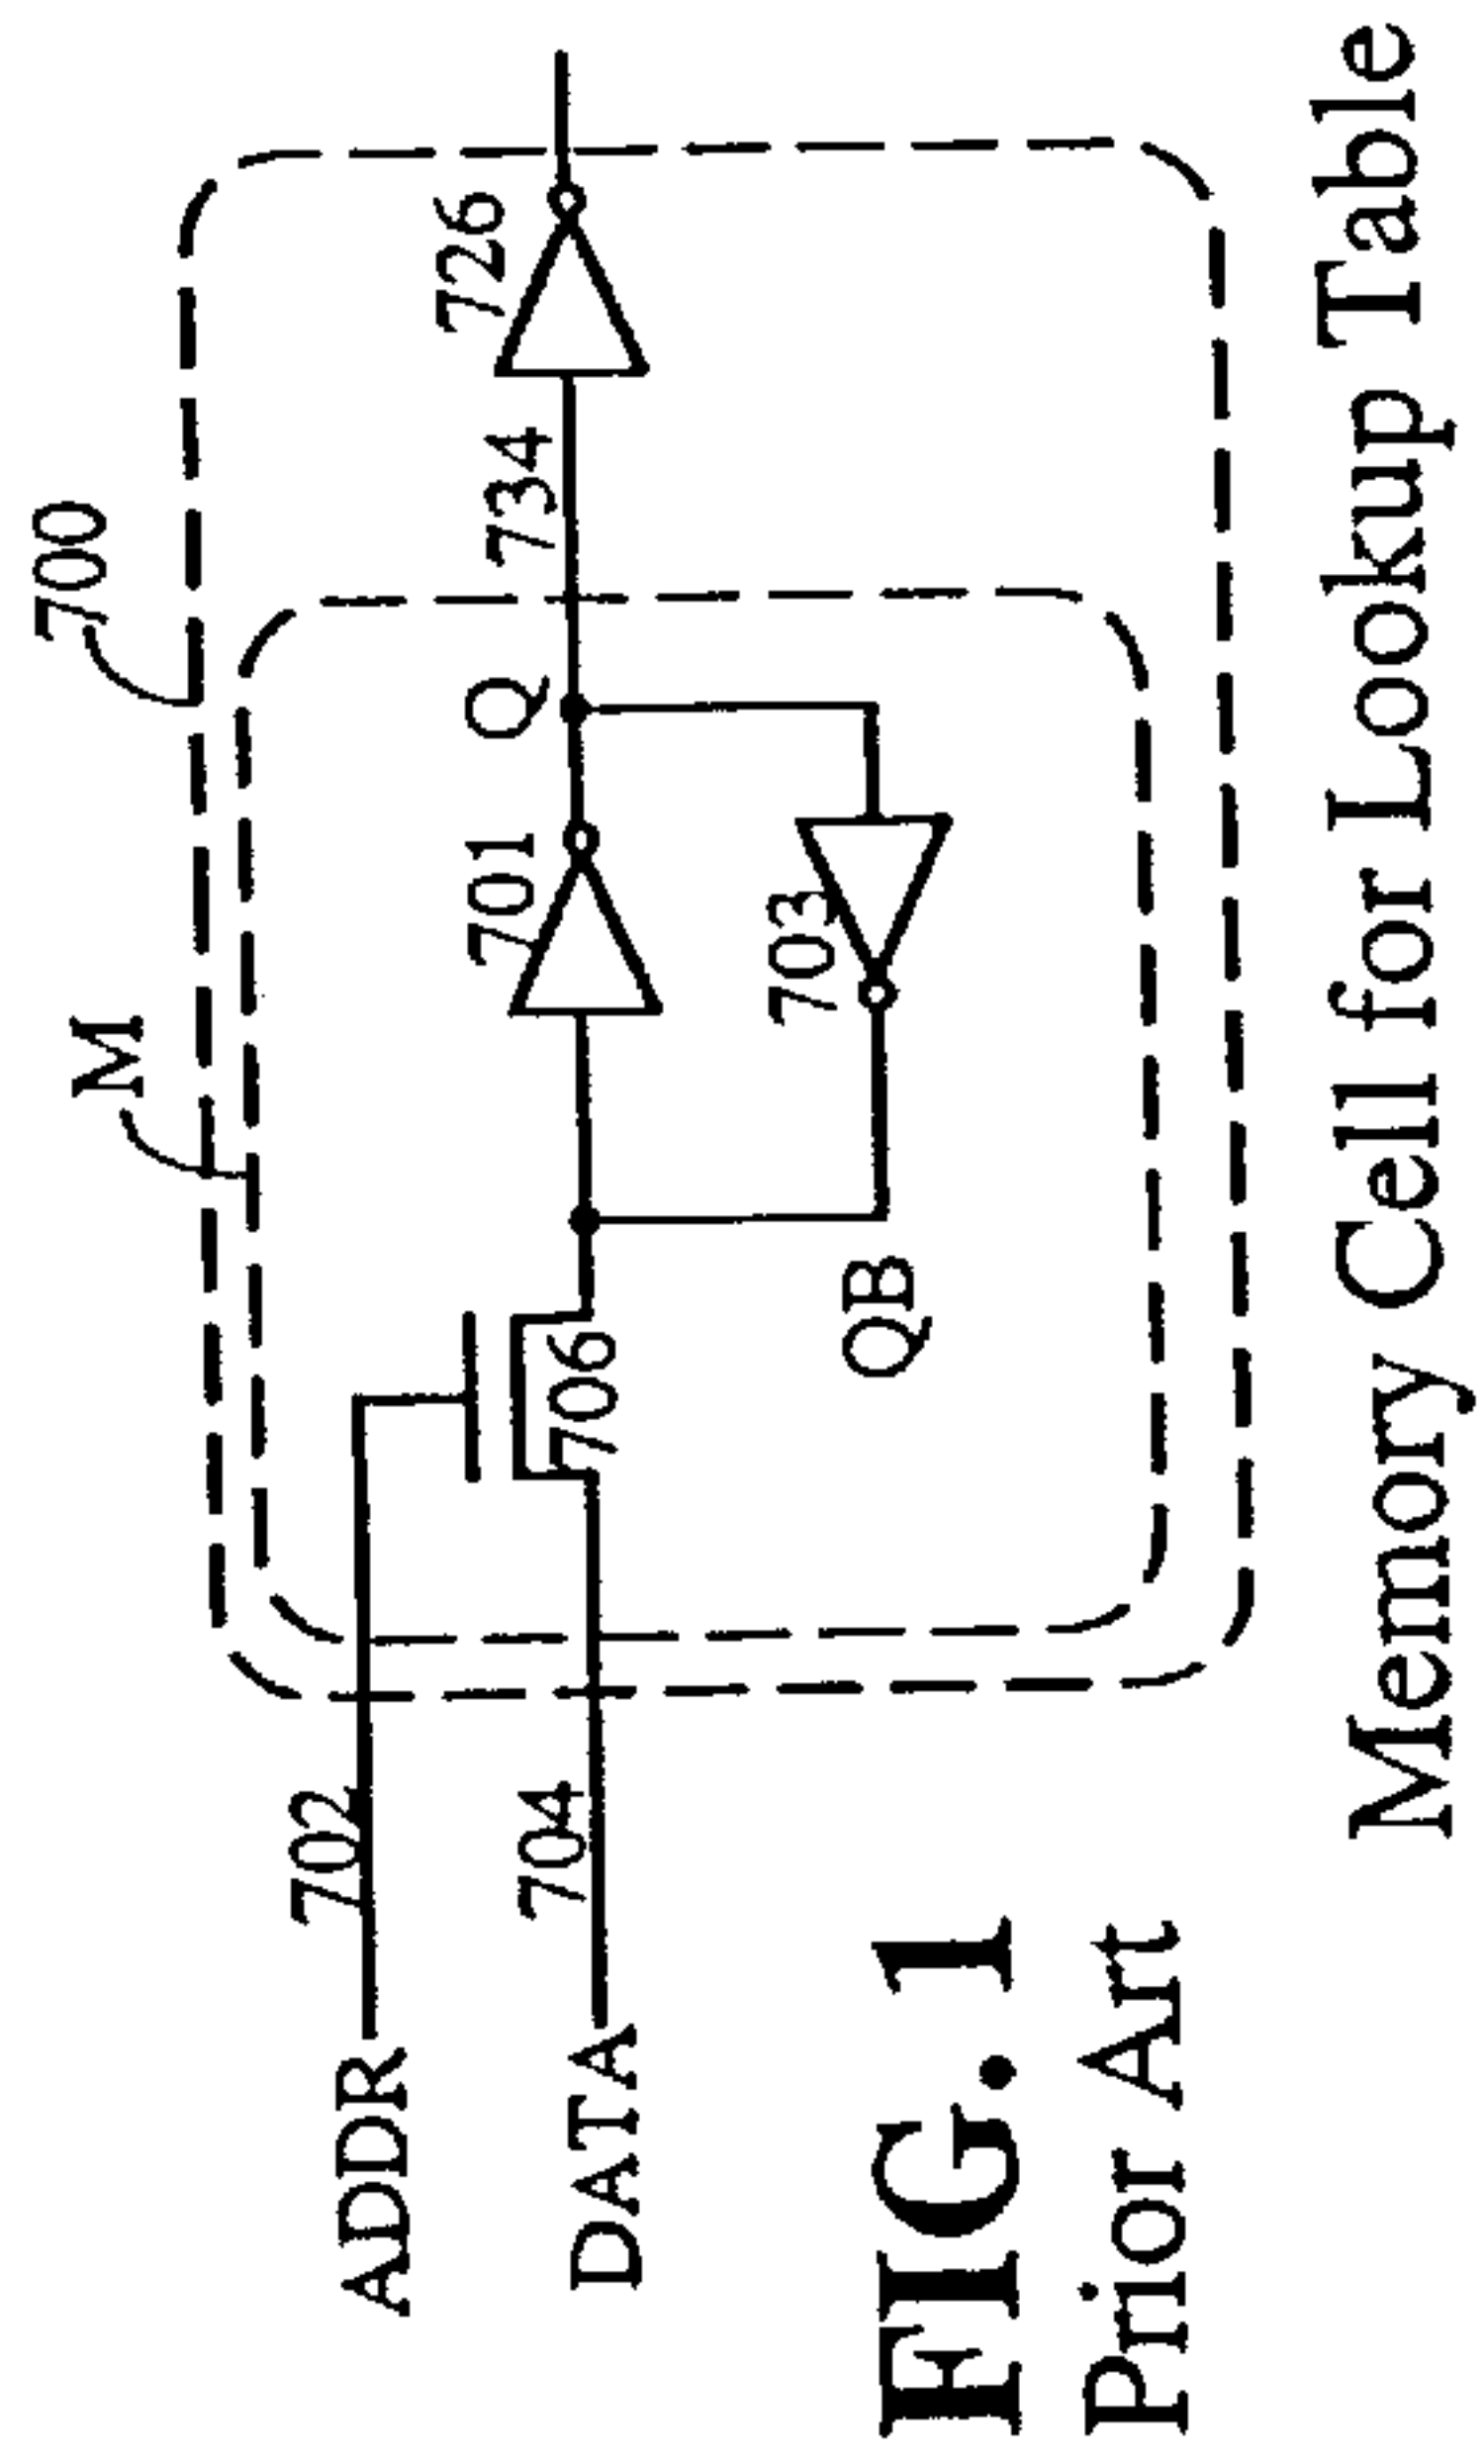 700
M
702
ADDR
701
Q
734
726
704
DATA
706
703
QB
FIG. 1
Prior Art
Memory Cell for Lookup Table